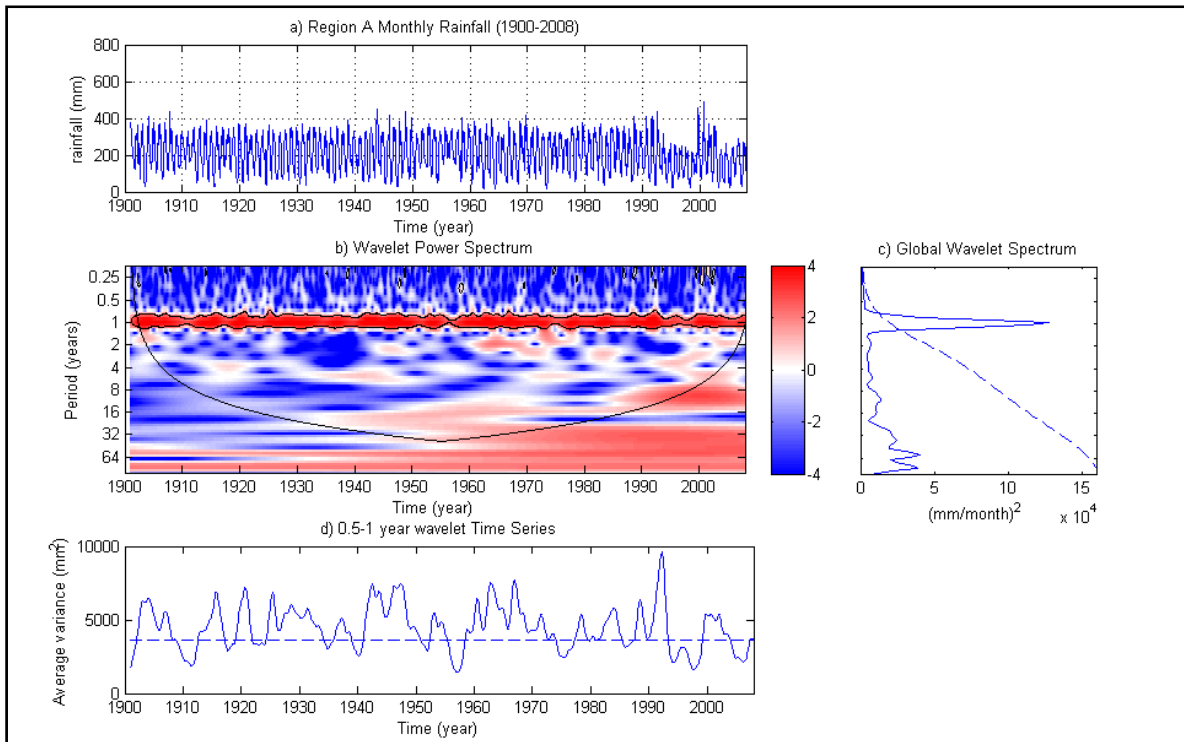 a) Region A Monthly Rainfall (1900-2008)
800
600
400
200
0
rainfall (mm)
1900 1910 1920 1930 1940 1950 1960 1970 1980 1990 2000
Time (year)
b) Wavelet Power Spectrum
0.25
0.5
1
2
4
8
16
32
64
Period (years)
1900 1910 1920 1930 1940 1950 1960 1970 1980 1990 2000
Time (year)
4
2
0
-2
-4
c) Global Wavelet Spectrum
0 5 10 15
(mm/month)²
x 10⁴
d) 0.5-1 year wavelet Time Series
10000
5000
0
Average variance (mm²)
1900 1910 1920 1930 1940 1950 1960 1970 1980 1990 2000
Time (year)